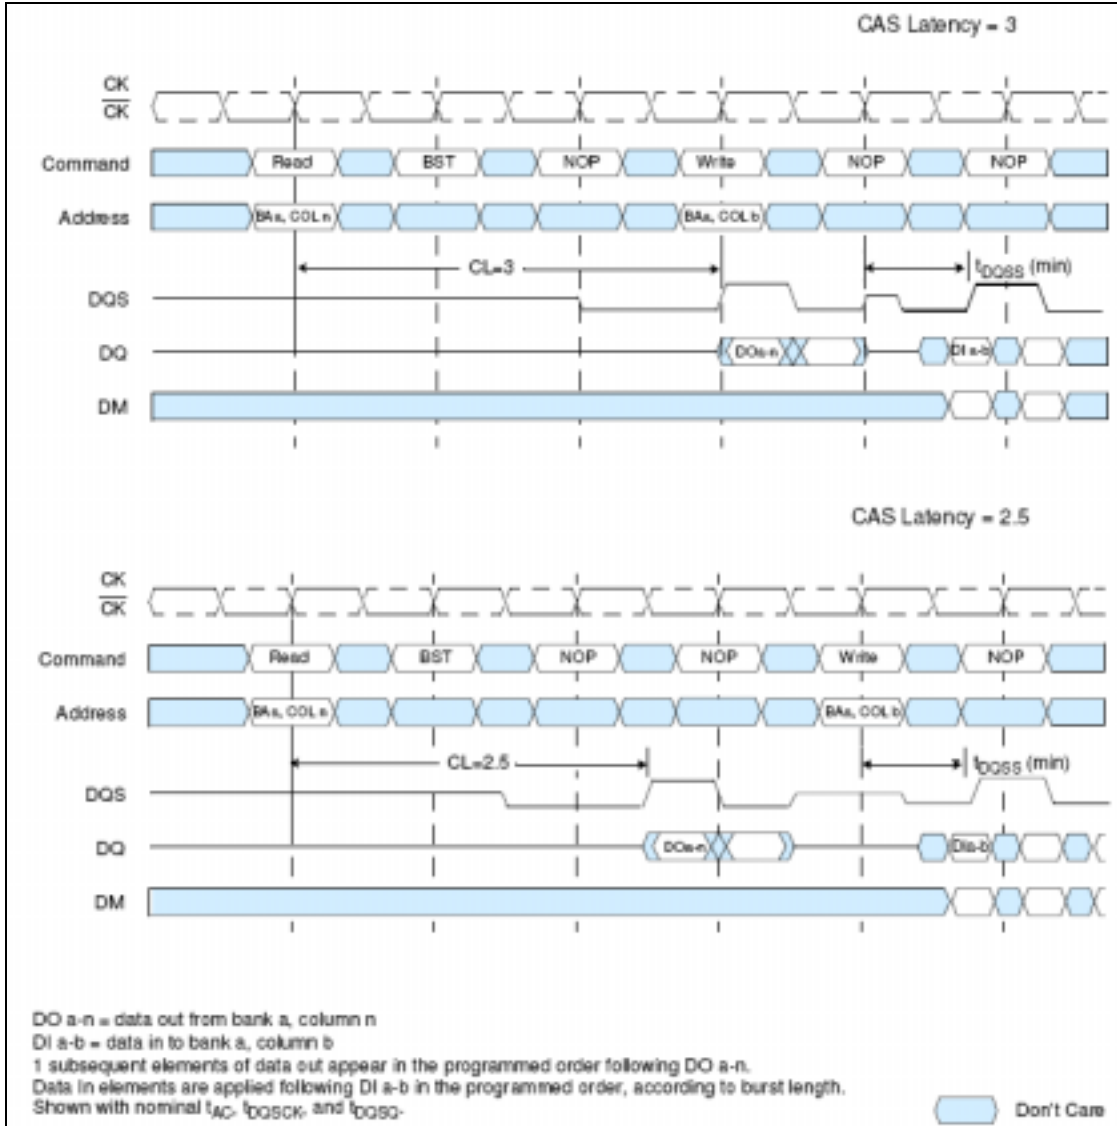 CAS Latency = 3
CK
CK
Command Read BST NOP Write NOP NOP
Address BAa, COL n BAa, COL b
CL=3 tDQSS (min)
DQS
DQ DOa-n DI a-b
DM
CAS Latency = 2.5
CK
CK
Command Read BST NOP NOP Write NOP
Address BAa, COL n BAa, COL b
CL=2.5 tDQSS (min)
DQS
DQ DOa-n DIa-b
DM
DO a-n = data out from bank a, column n
DI a-b = data in to bank a, column b
1 subsequent elements of data out appear in the programmed order following DO a-n.
Data In elements are applied following DI a-b in the programmed order, according to burst length.
Shown with nominal tAC, tDQSCK, and tDQSQ.
Don't Care